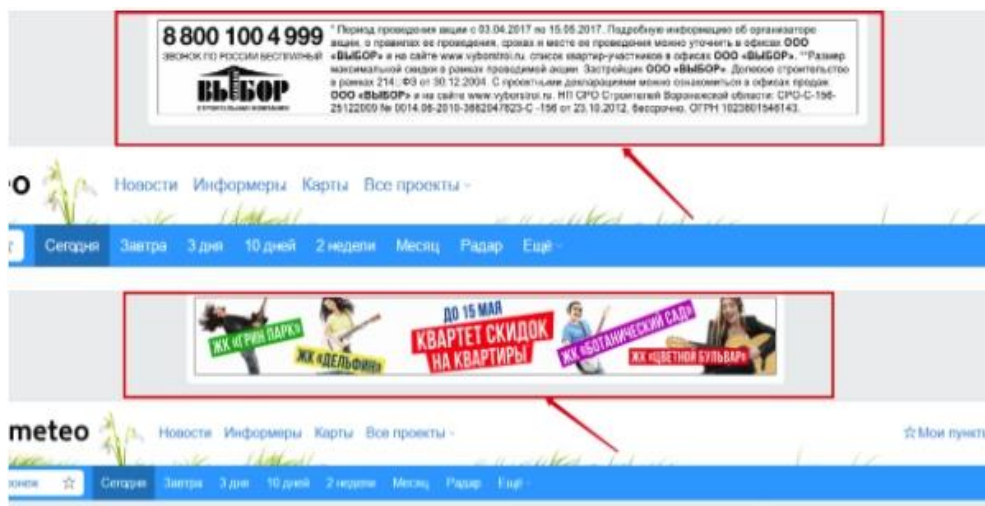 8 800 100 4 999
ЗВОНОК ПО РОССИИ БЕСПЛАТНЫЙ
ВЫБОР
СТРОИТЕЛЬНАЯ КОМПАНИЯ
* Период проведения акции с 03.04.2017 по 15.05.2017. Подробную информацию об организаторе
акции, о правилах ее проведения, сроках и месте ее проведения можно уточнить в офисах ООО
«ВЫБОР» и на сайте www.vyborstroi.ru, список квартир-участников в офисах ООО «ВЫБОР». **Размер
максимальной скидки в рамках проводимой акции. Застройщик ООО «ВЫБОР». Долевое строительство
в рамках 214-ФЗ от 30.12.2004. С проектными декларациями можно ознакомиться в офисах продаж
ООО «ВЫБОР» и на сайте www.vyborstroi.ru. НП СРО Строителей Воронежской области: СРО-С-156-
25122009 № 0014.06-2010-3662047623-С -156 от 23.10.2012, бессрочно, ОГРН 1023601546143.
eo
Новости Информеры Карты Все проекты
Сегодня Завтра 3 дня 10 дней 2 недели Месяц Радар Ещё
ЖК «ГРИН ПАРК»
ЖК «ДЕЛЬФИН»
ДО 15 МАЯ
КВАРТЕТ СКИДОК
НА КВАРТИРЫ
ЖК «БОТАНИЧЕСКИЙ САД»
ЖК «ЦВЕТНОЙ БУЛЬВАР»
meteo
Новости Информеры Карты Все проекты
☆ Мои пункты
онеж ☆ Сегодня Завтра 3 дня 10 дней 2 недели Месяц Радар Ещё